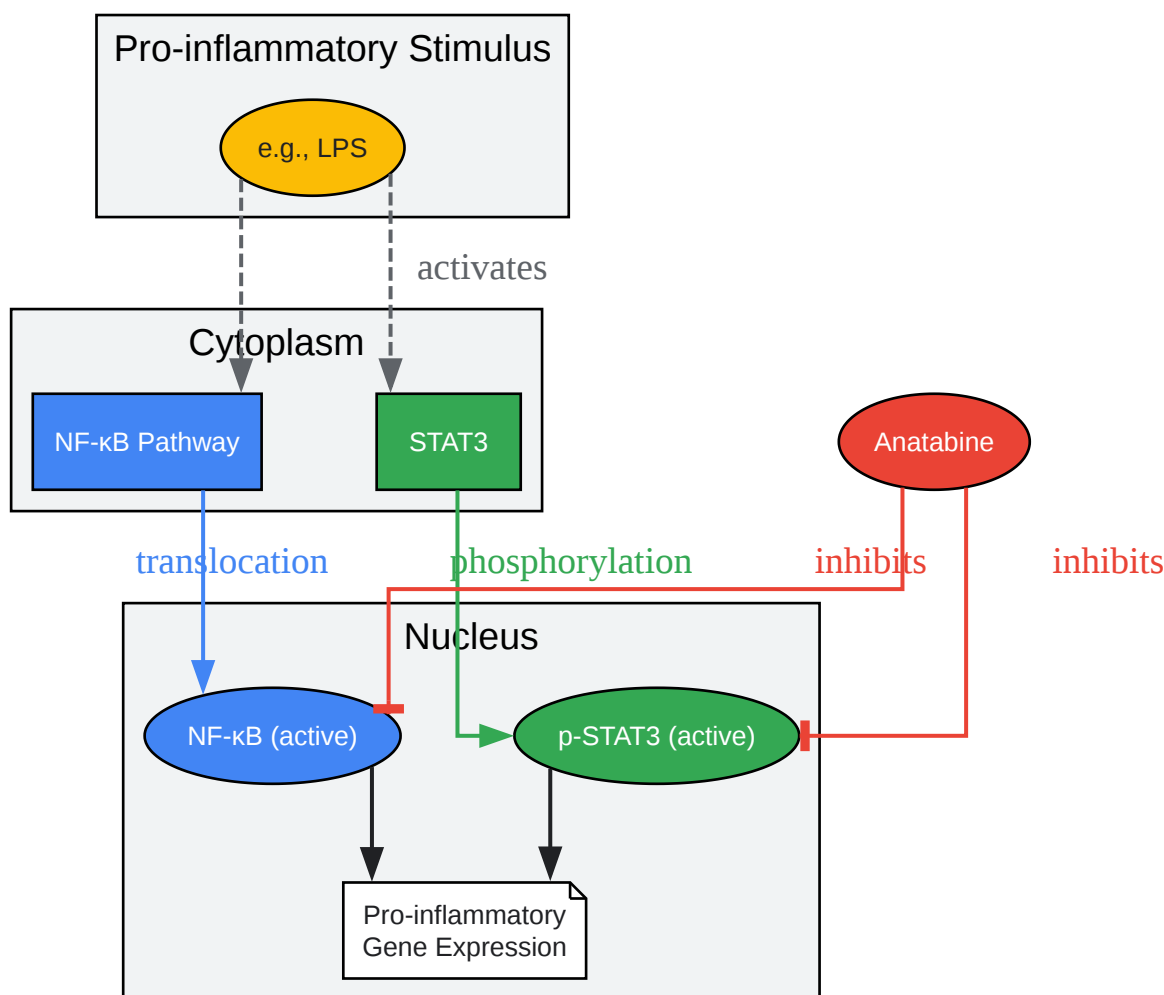 Pro-inflammatory Stimulus
e.g., LPS
activates
Cytoplasm
NF-κB Pathway
STAT3
Anatabine
translocation
phosphorylation
inhibits
inhibits
Nucleus
NF-κB (active)
p-STAT3 (active)
Pro-inflammatory
Gene Expression